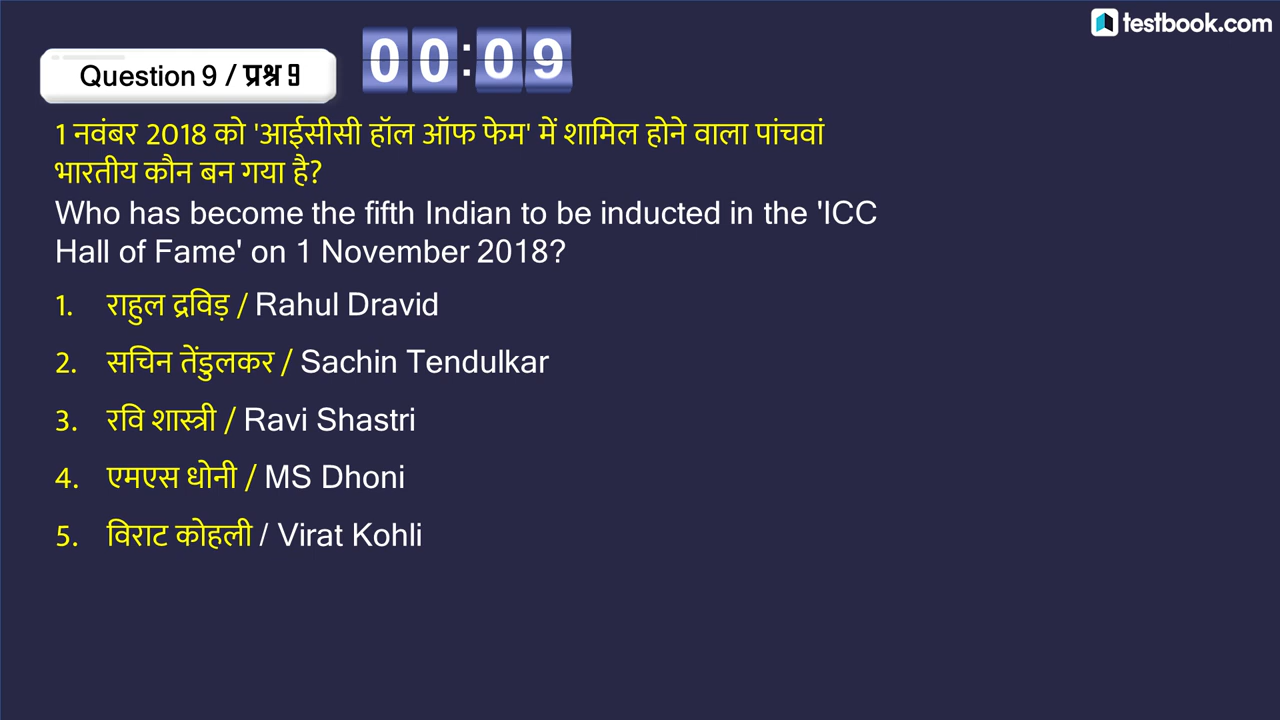 testbook.com
Question 9 / प्रश्न 9
00:09
1 नवंबर 2018 को 'आईसीसी हॉल ऑफ फेम' में शामिल होने वाला पांचवां
भारतीय कौन बन गया है?
Who has become the fifth Indian to be inducted in the 'ICC
Hall of Fame' on 1 November 2018?
1. राहुल द्रविड़ / Rahul Dravid
2. सचिन तेंडुलकर / Sachin Tendulkar
3. रवि शास्त्री / Ravi Shastri
4. एमएस धोनी / MS Dhoni
5. विराट कोहली / Virat Kohli